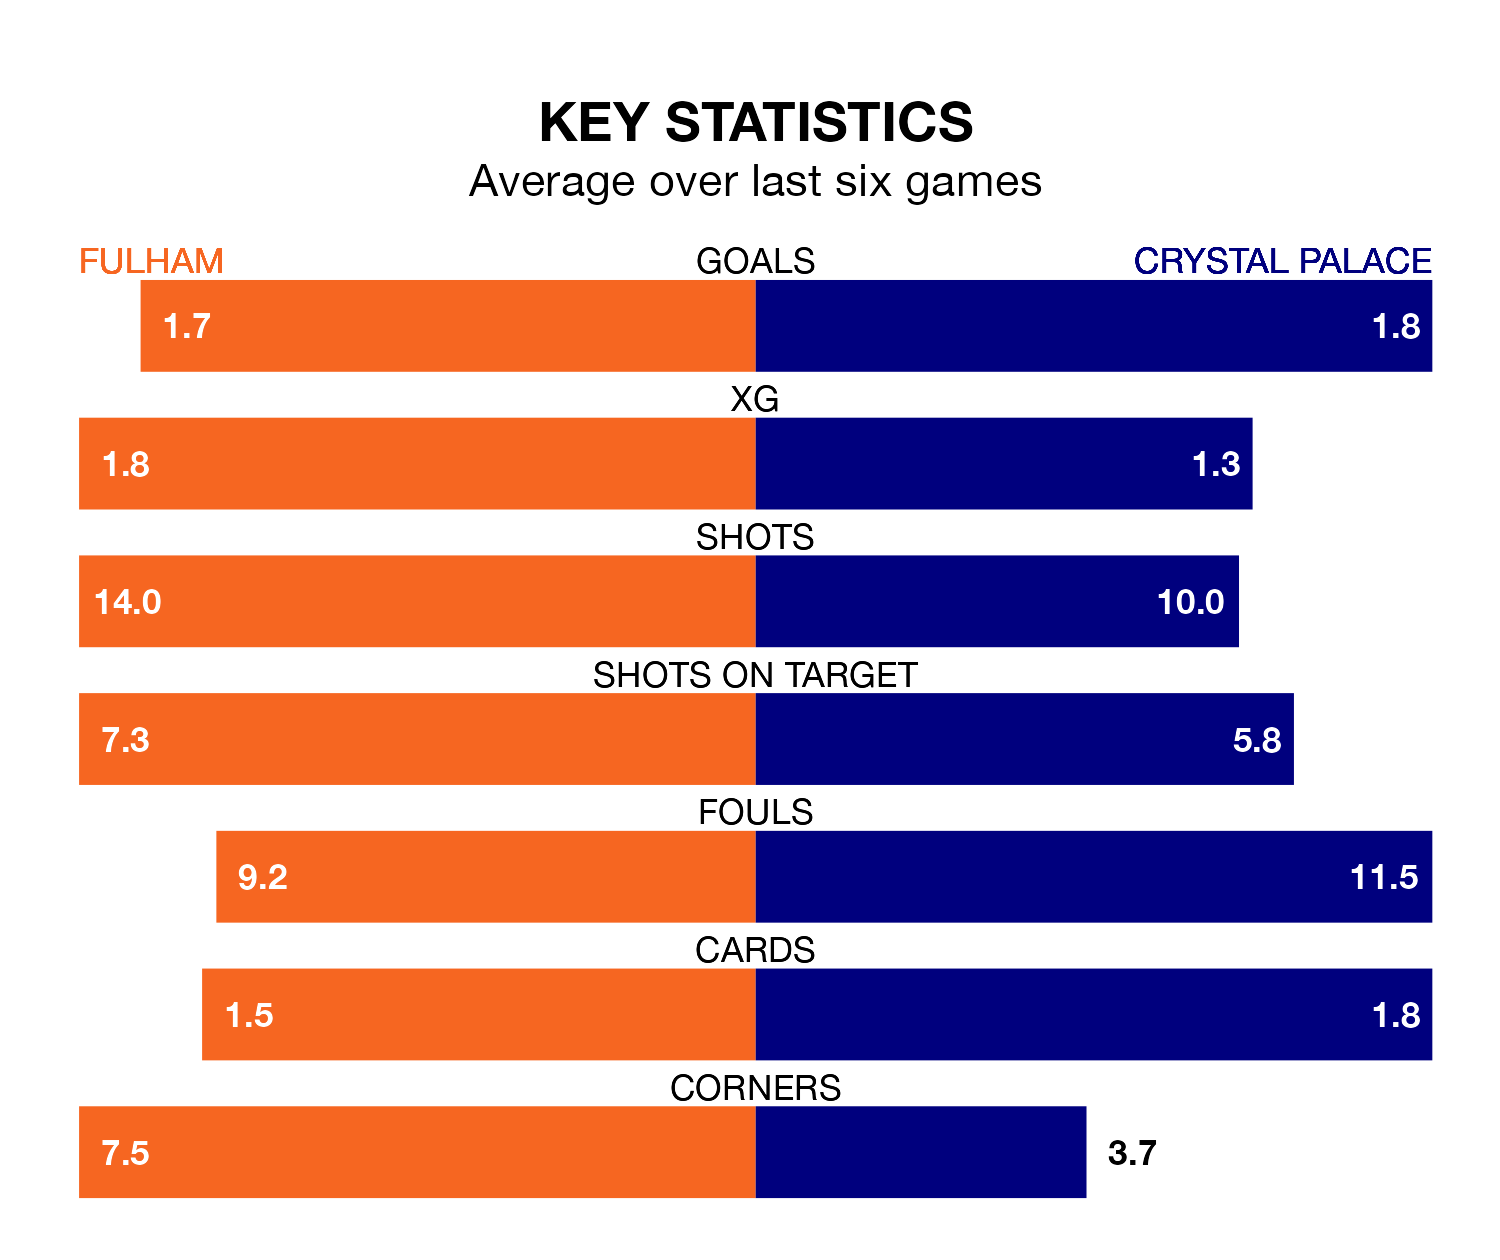 KEY STATISTICS
Average over last six games
FULHAM GOALS CRYSTAL PALACE
1.7 1.8
XG
1.8 1.3
SHOTS
14.0 10.0
SHOTS ON TARGET
7.3 5.8
FOULS
9.2 11.5
CARDS
1.5 1.8
CORNERS
7.5 3.7